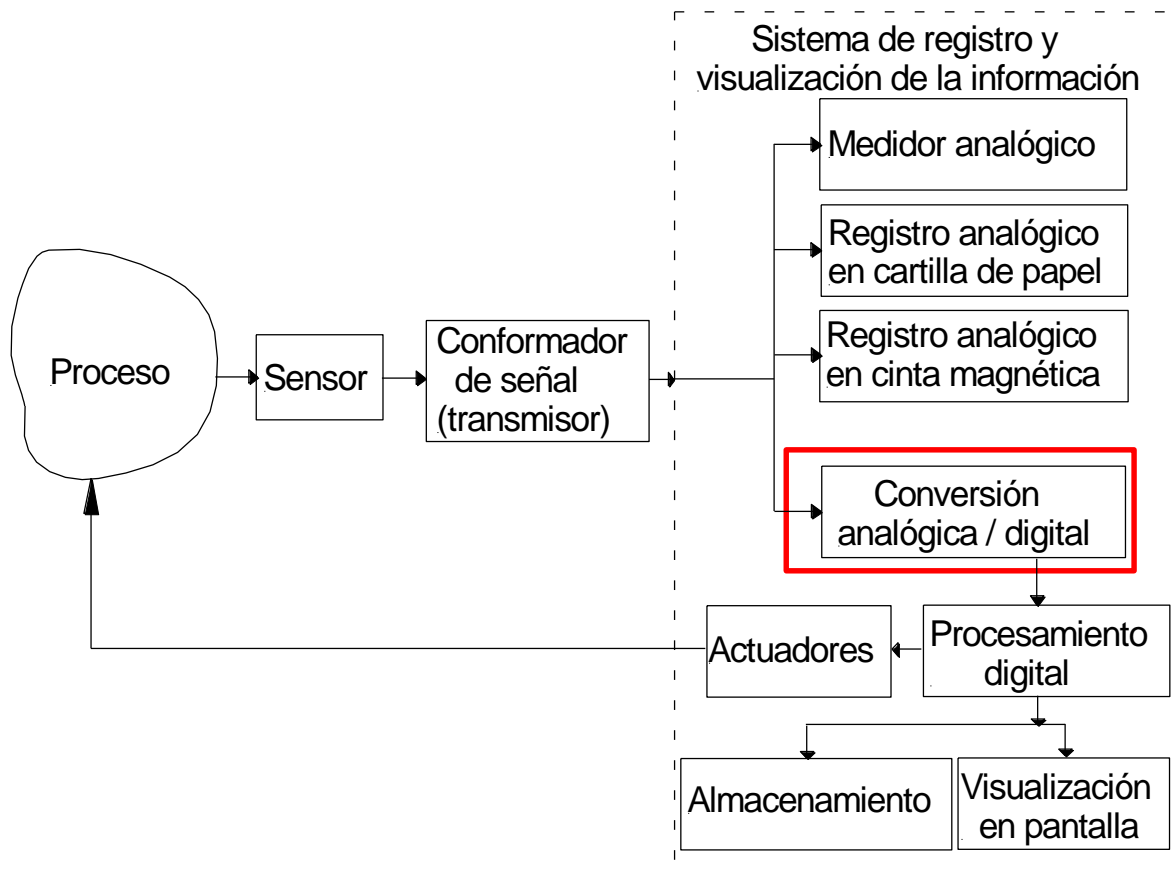 Sistema de registro y
visualización de la información
Medidor analógico
Registro analógico
en cartilla de papel
Registro analógico
en cinta magnética
Proceso
Sensor
Conformador
de señal
(transmisor)
Conversión
analógica / digital
Actuadores
Procesamiento
digital
Almacenamiento
Visualización
en pantalla